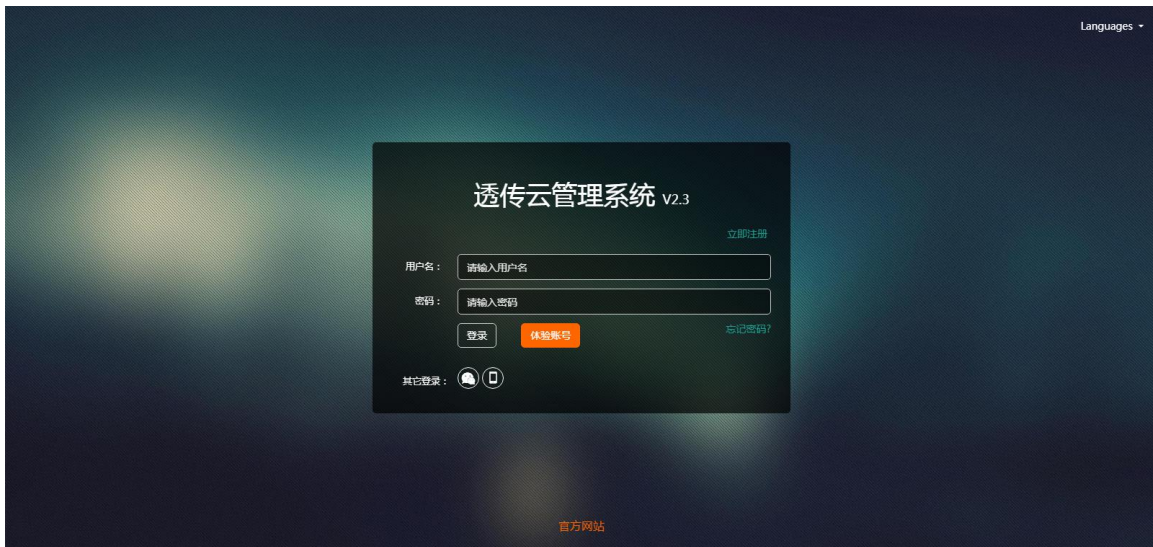 Languages
透传云管理系统 V2.3
立即注册
用户名： 请输入用户名
密码： 请输入密码
登录 体验账号 忘记密码?
其它登录：
官方网站